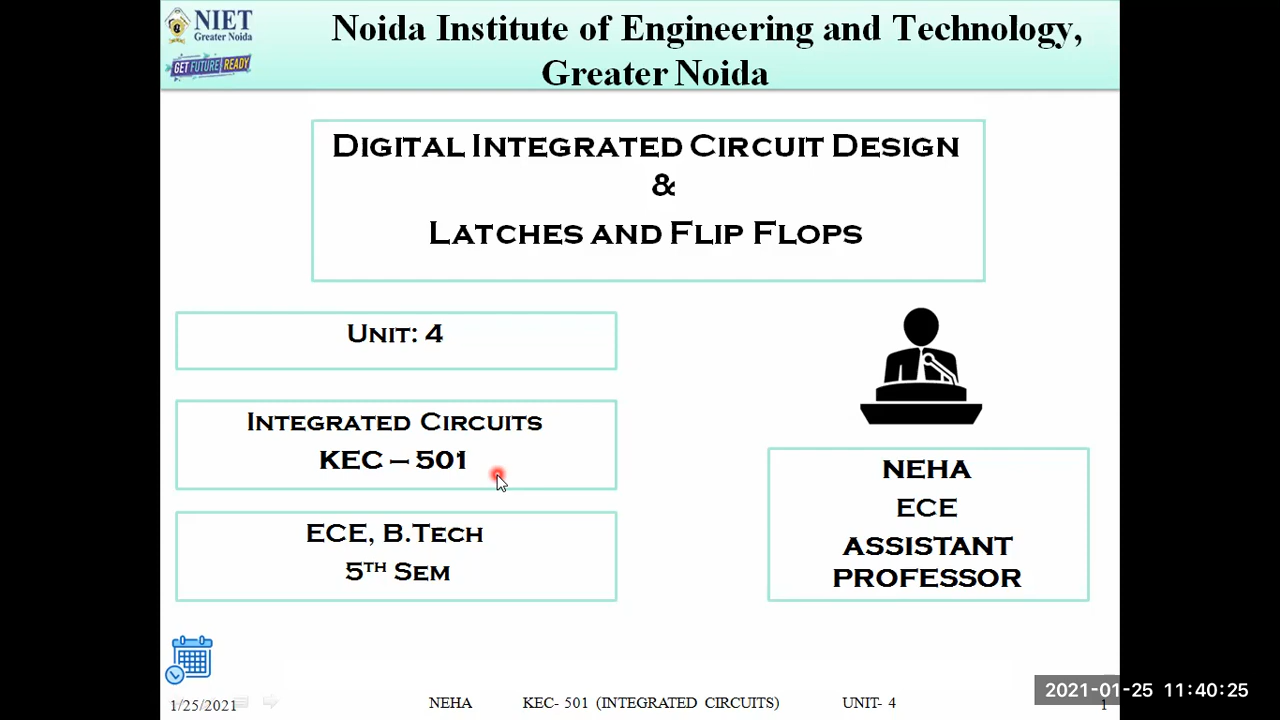 NIET
Greater Noida
GET FUTURE READY
Noida Institute of Engineering and Technology,
Greater Noida
DIGITAL INTEGRATED CIRCUIT DESIGN
&
LATCHES AND FLIP FLOPS
UNIT: 4
INTEGRATED CIRCUITS
KEC – 501
ECE, B.TECH
5TH SEM
NEHA
ECE
ASSISTANT
PROFESSOR
1/25/2021
NEHA
KEC- 501 (INTEGRATED CIRCUITS)
UNIT- 4
2021-01-25 11:40:25
1